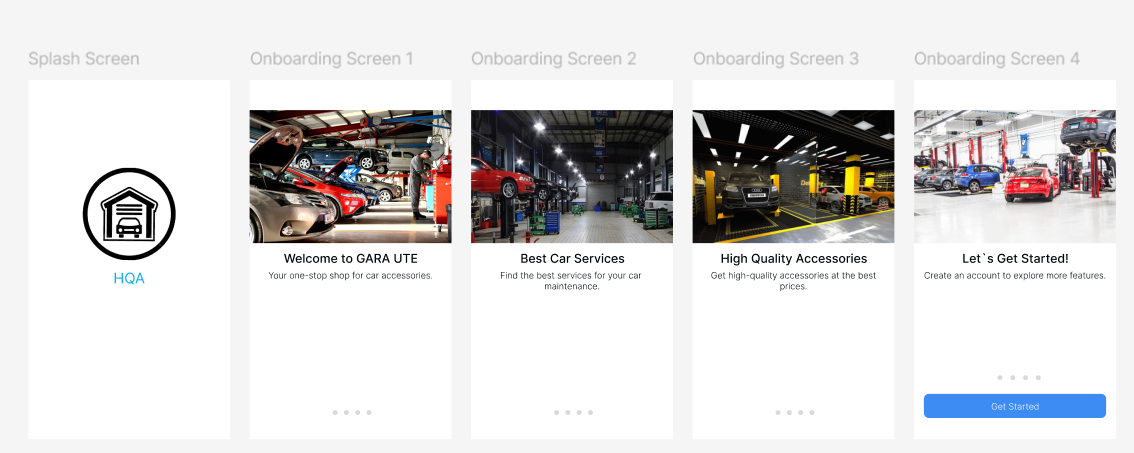 Splash Screen
Onboarding Screen 1
Onboarding Screen 2
Onboarding Screen 3
Onboarding Screen 4
HQA
Welcome to GARA UTE
Your one-stop shop for car accessories.
Best Car Services
Find the best services for your car
maintenance.
High Quality Accessories
Get high-quality accessories at the best
prices.
Let`s Get Started!
Create an account to explore more features.
Get Started